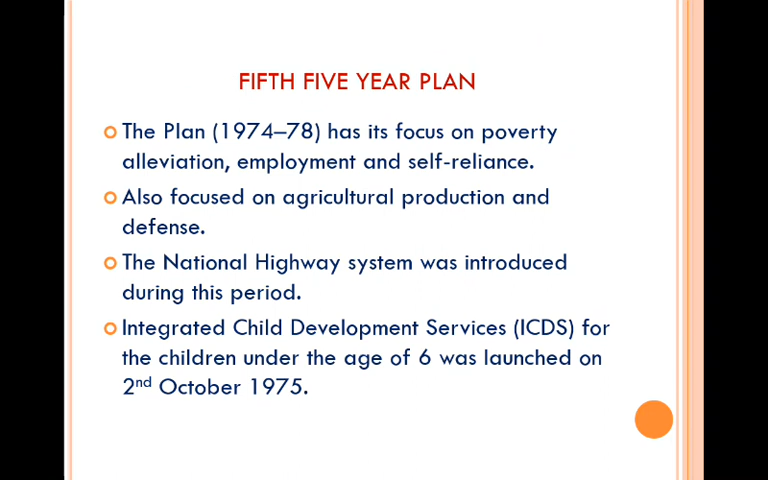 FIFTH FIVE YEAR PLAN
The Plan (1974–78) has its focus on poverty
alleviation, employment and self-reliance.
Also focused on agricultural production and
defense.
The National Highway system was introduced
during this period.
Integrated Child Development Services (ICDS) for
the children under the age of 6 was launched on
2nd October 1975.